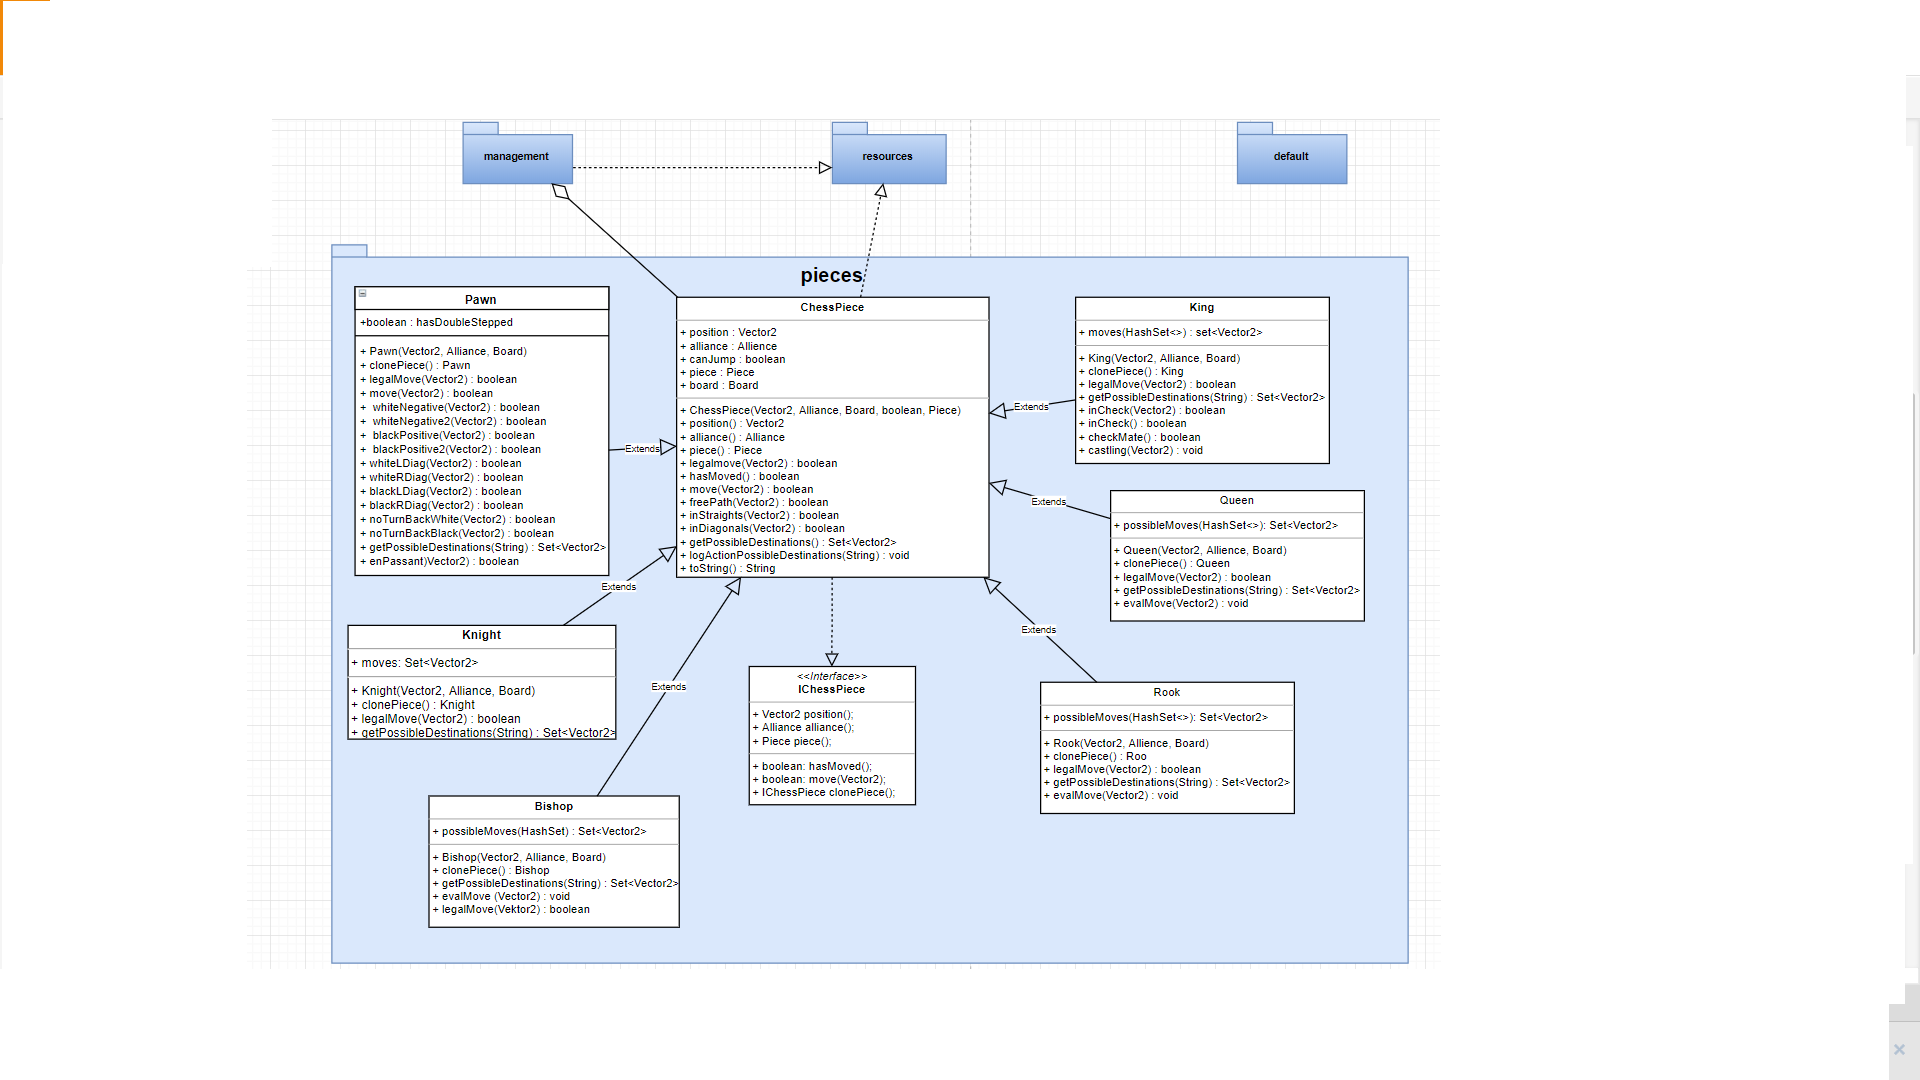 management
resources
default
pieces
Pawn
+boolean : hasDoubleStepped
+ Pawn(Vector2, Alliance, Board)
+ clonePiece() : Pawn
+ legalMove(Vector2) : boolean
+ move(Vector2) : boolean
+  whiteNegative(Vector2) : boolean
+  whiteNegative2(Vector2) : boolean
+  blackPositive(Vector2) : boolean
+  blackPositive2(Vector2) : boolean
+ whiteLDiag(Vector2) : boolean
+ whiteRDiag(Vector2) : boolean
+ blackLDiag(Vector2) : boolean
+ blackRDiag(Vector2) : boolean
+ noTurnBackWhite(Vector2) : boolean
+ noTurnBackBlack(Vector2) : boolean
+ getPossibleDestinations(String) : Set<Vector2>
+ enPassant)Vector2) : boolean
Extends
ChessPiece
+ position : Vector2
+ alliance : Allience
+ canJump : boolean
+ piece : Piece
+ board : Board
+ ChessPiece(Vector2, Alliance, Board, boolean, Piece)
+ position() : Vector2
+ alliance() : Alliance
+ piece() : Piece
+ legalmove(Vector2) : boolean
+ hasMoved() : boolean
+ move(Vector2) : boolean
+ freePath(Vector2) : boolean
+ inStraights(Vector2) : boolean
+ inDiagonals(Vector2) : boolean
+ getPossibleDestinations() : Set<Vector2>
+ logActionPossibleDestinations(String) : void
+ toString() : String
Extends
King
+ moves(HashSet<>) : set<Vector2>
+ King(Vector2, Alliance, Board)
+ clonePiece() : King
+ legalMove(Vector2) : boolean
+ getPossibleDestinations(String) : Set<Vector2>
+ inCheck(Vector2) : boolean
+ inCheck() : boolean
+ checkMate() : boolean
+ castling(Vector2) : void
Extends
Queen
+ possibleMoves(HashSet<>): Set<Vector2>
+ Queen(Vector2, Allience, Board)
+ clonePiece() : Queen
+ legalMove(Vector2) : boolean
+ getPossibleDestinations(String) : Set<Vector2>
+ evalMove(Vector2) : void
Extends
Knight
+ moves: Set<Vector2>
+ Knight(Vector2, Alliance, Board)
+ clonePiece() : Knight
+ legalMove(Vector2) : boolean
+ getPossibleDestinations(String) : Set<Vector2>
Extends
Bishop
+ possibleMoves(HashSet) : Set<Vector2>
+ Bishop(Vector2, Alliance, Board)
+ clonePiece() : Bishop
+ getPossibleDestinations(String) : Set<Vector2>
+ evalMove (Vector2) : void
+ legalMove(Vektor2) : boolean
<<Interface>>
IChessPiece
+ Vector2 position();
+ Alliance alliance();
+ Piece piece();
+ boolean: hasMoved();
+ boolean: move(Vector2);
+ IChessPiece clonePiece();
Extends
Rook
+ possibleMoves(HashSet<>): Set<Vector2>
+ Rook(Vector2, Allience, Board)
+ clonePiece() : Roo
+ legalMove(Vector2) : boolean
+ getPossibleDestinations(String) : Set<Vector2>
+ evalMove(Vector2) : void